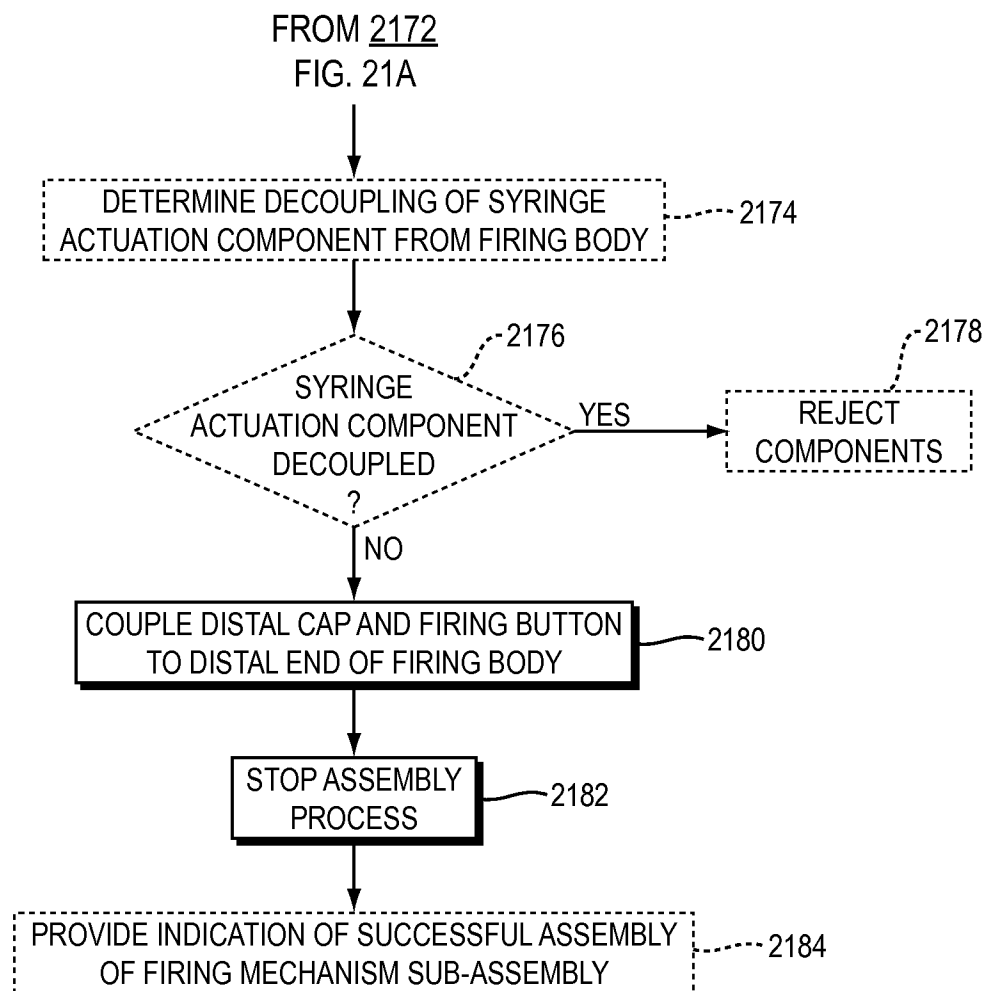 FROM 2172
FIG. 21A
DETERMINE DECOUPLING OF SYRINGE
ACTUATION COMPONENT FROM FIRING BODY
2174
2176
SYRINGE
ACTUATION COMPONENT
DECOUPLED
?
YES
2178
REJECT
COMPONENTS
NO
COUPLE DISTAL CAP AND FIRING BUTTON
TO DISTAL END OF FIRING BODY
2180
STOP ASSEMBLY
PROCESS
2182
PROVIDE INDICATION OF SUCCESSFUL ASSEMBLY
OF FIRING MECHANISM SUB-ASSEMBLY
2184